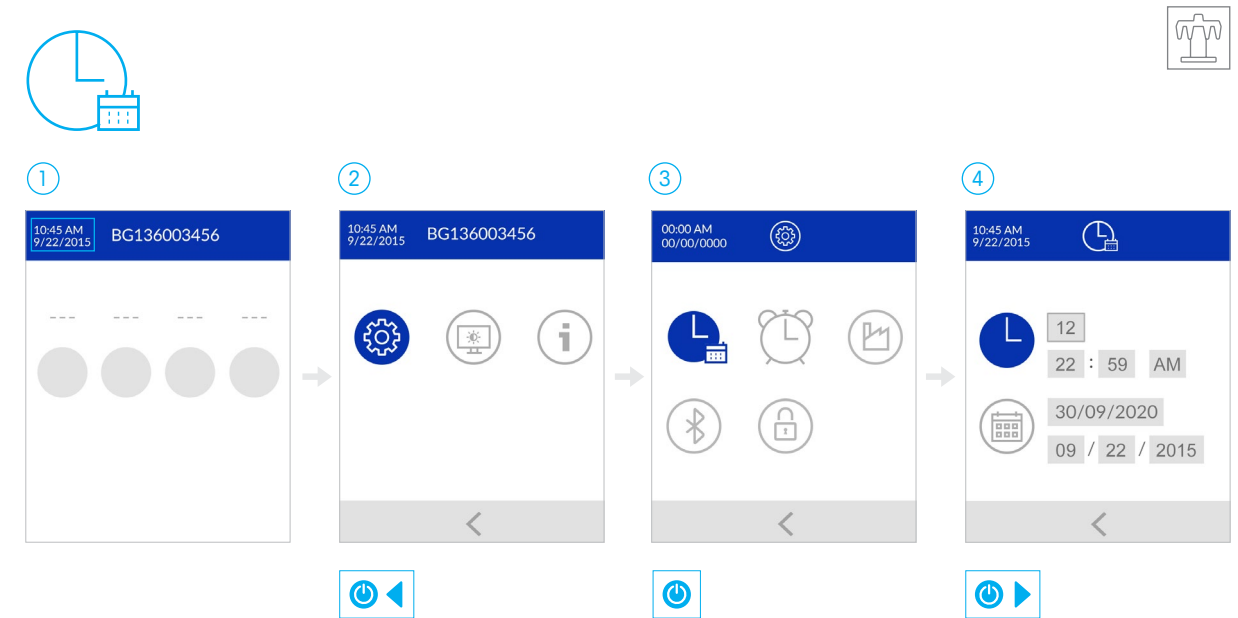 1
2
3
4
10:45 AM
9/22/2015
BG136003456
--- --- --- ---
10:45 AM
9/22/2015
BG136003456
i
00:00 AM
00/00/0000
10:45 AM
9/22/2015
12
22 : 59 AM
30/09/2020
09 / 22 / 2015